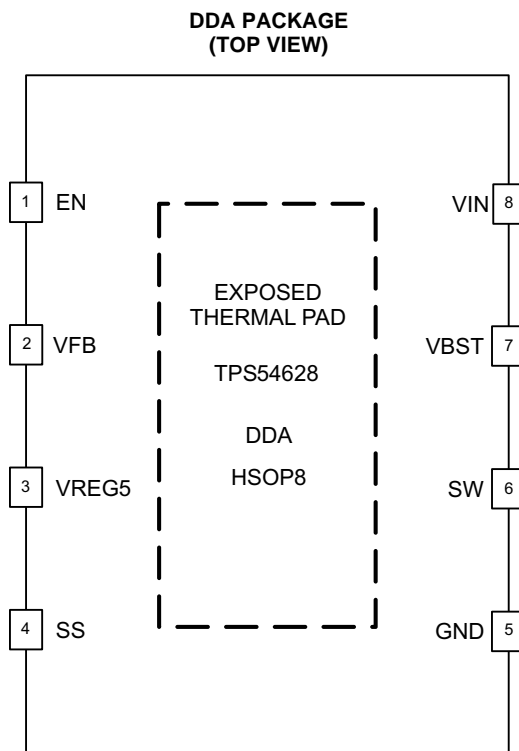 DDA PACKAGE
(TOP VIEW)
1 EN
VIN 8
2 VFB
VBST 7
3 VREG5
SW 6
4 SS
GND 5
EXPOSED
THERMAL PAD
TPS54628
DDA
HSOP8